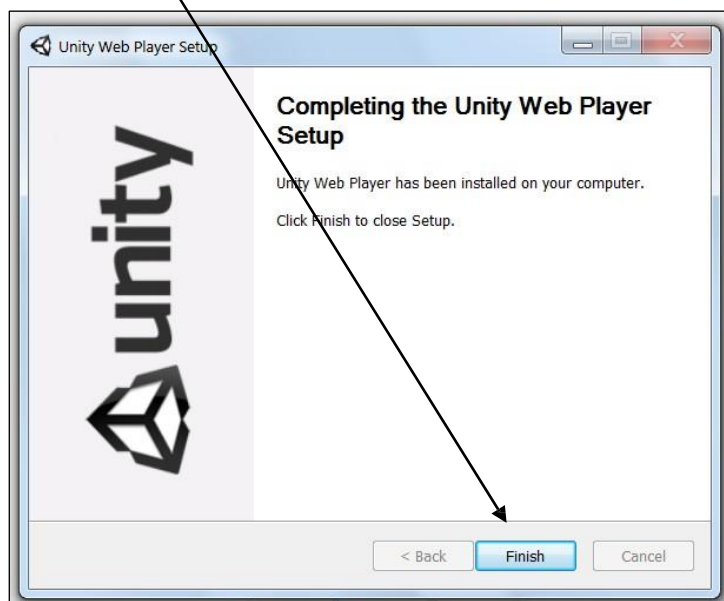 Unity Web Player Setup
unity
Completing the Unity Web Player
Setup
Unity Web Player has been installed on your computer.
Click Finish to close Setup.
< Back
Finish
Cancel